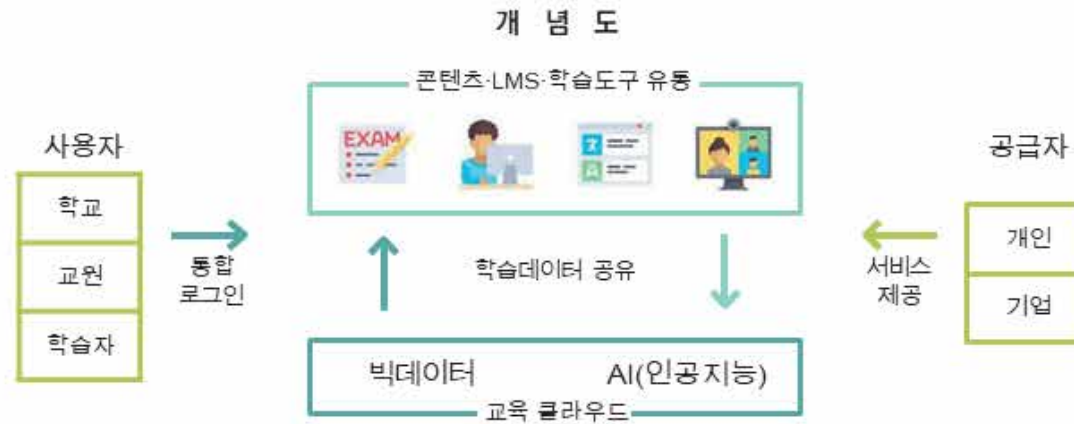 개 념 도
콘텐츠·LMS·학습도구 유통
EXAM
A
사용자
학교
교원
학습자
통합
로그인
학습데이터 공유
공급자
개인
기업
서비스
제공
빅데이터
AI(인공지능)
교육 클라우드